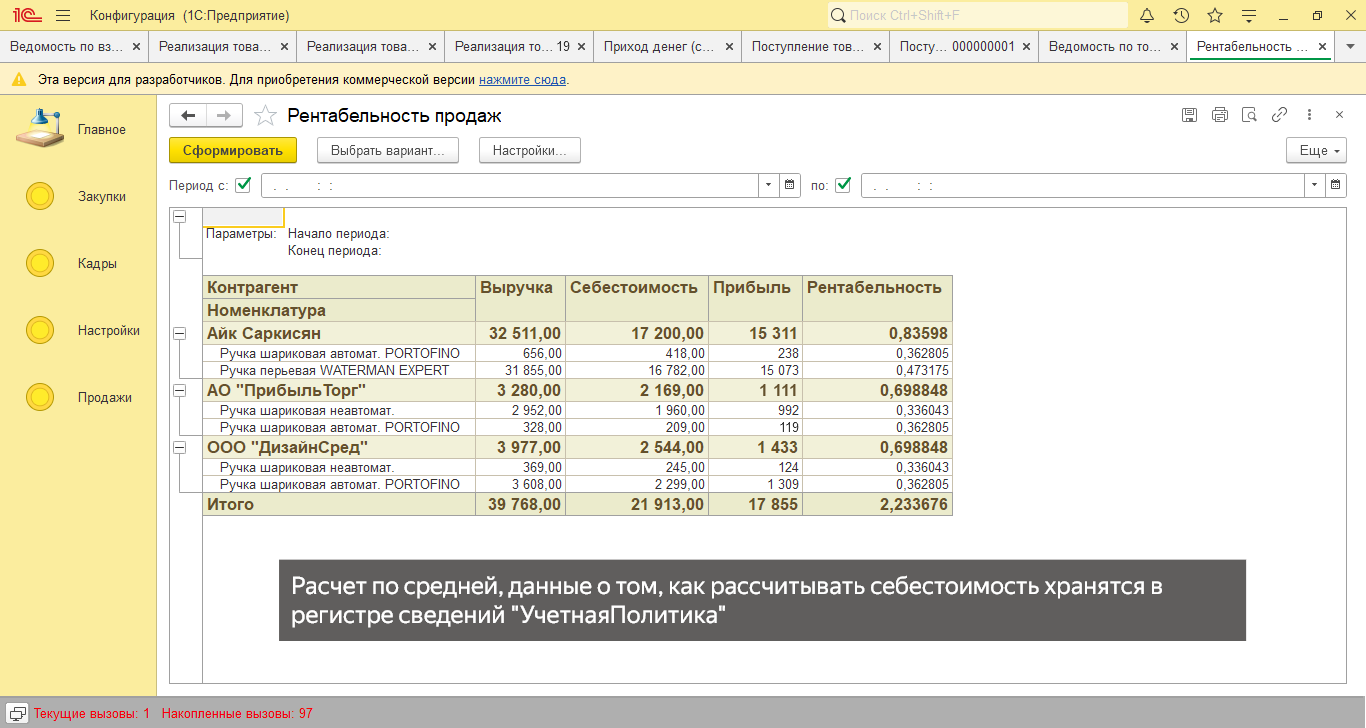 1С Конфигурация (1С:Предприятие) Поиск Ctrl+Shift+F
Ведомость по вз... × Реализация това... × Реализация това... × Реализация то... 19 × Приход денег (с... × Поступление тов... × Посту... 000000001 × Ведомость по то... × Рентабельность ... ×
Эта версия для разработчиков. Для приобретения коммерческой версии нажмите сюда.
Главное
Закупки
Кадры
Настройки
Продажи
Рентабельность продаж
Сформировать Выбрать вариант... Настройки... Еще
Период с: . . : : по: . . : :
Параметры: Начало периода:
Конец периода:
Контрагент Выручка Себестоимость Прибыль Рентабельность
Номенклатура
Айк Саркисян 32 511,00 17 200,00 15 311 0,83598
Ручка шариковая автомат. PORTOFINO 656,00 418,00 238 0,362805
Ручка перьевая WATERMAN EXPERT 31 855,00 16 782,00 15 073 0,473175
АО "ПрибыльТорг" 3 280,00 2 169,00 1 111 0,698848
Ручка шариковая неавтомат. 2 952,00 1 960,00 992 0,336043
Ручка шариковая автомат. PORTOFINO 328,00 209,00 119 0,362805
ООО "ДизайнСред" 3 977,00 2 544,00 1 433 0,698848
Ручка шариковая неавтомат. 369,00 245,00 124 0,336043
Ручка шариковая автомат. PORTOFINO 3 608,00 2 299,00 1 309 0,362805
Итого 39 768,00 21 913,00 17 855 2,233676
Расчет по средней, данные о том, как рассчитывать себестоимость хранятся в
регистре сведений "УчетнаяПолитика"
Текущие вызовы: 1 Накопленные вызовы: 97